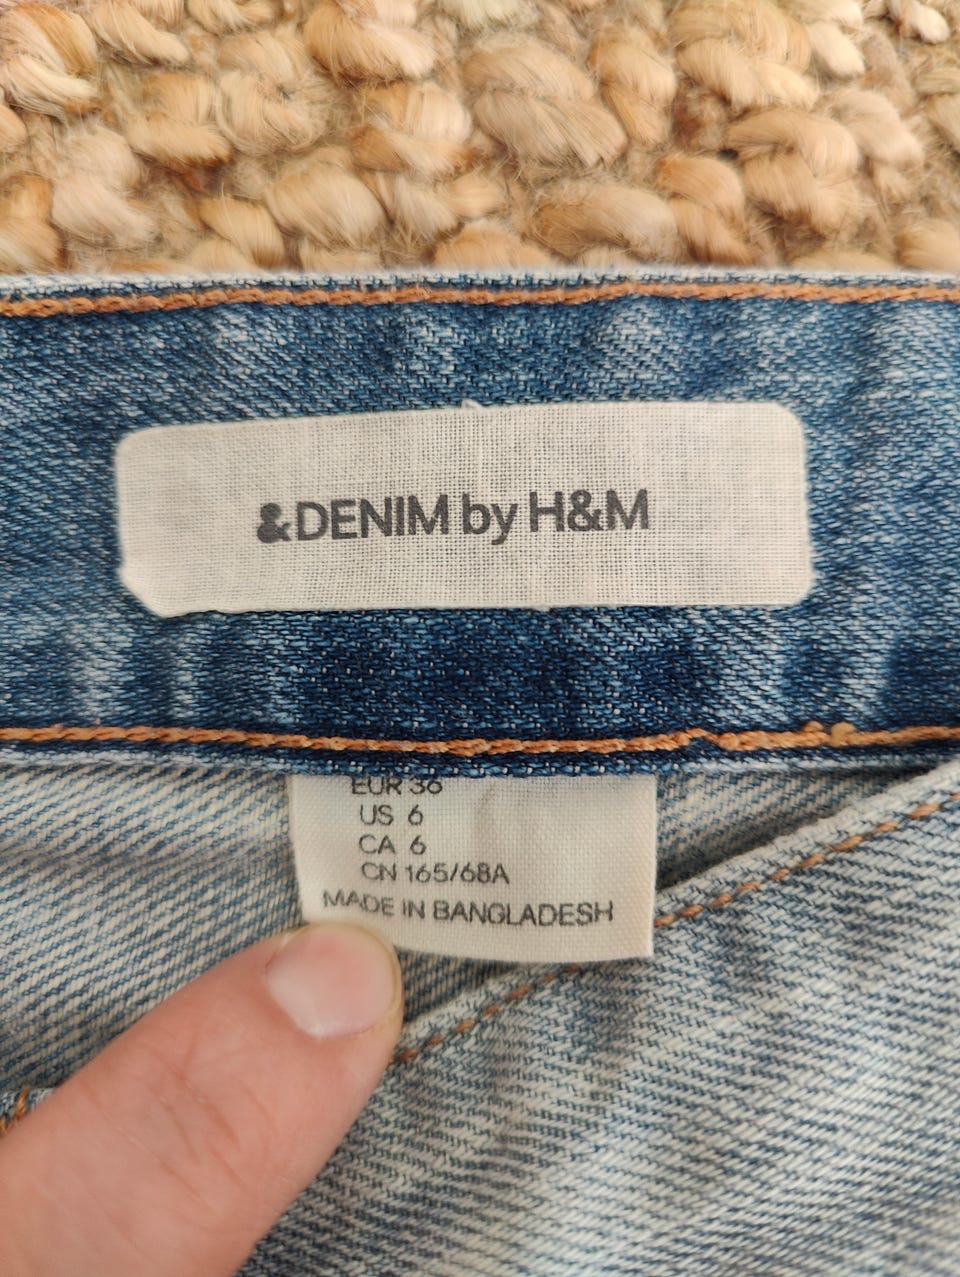 &DENIM by H&M
EUR 36
US 6
CA 6
CN 165/68A
MADE IN BANGLADESH